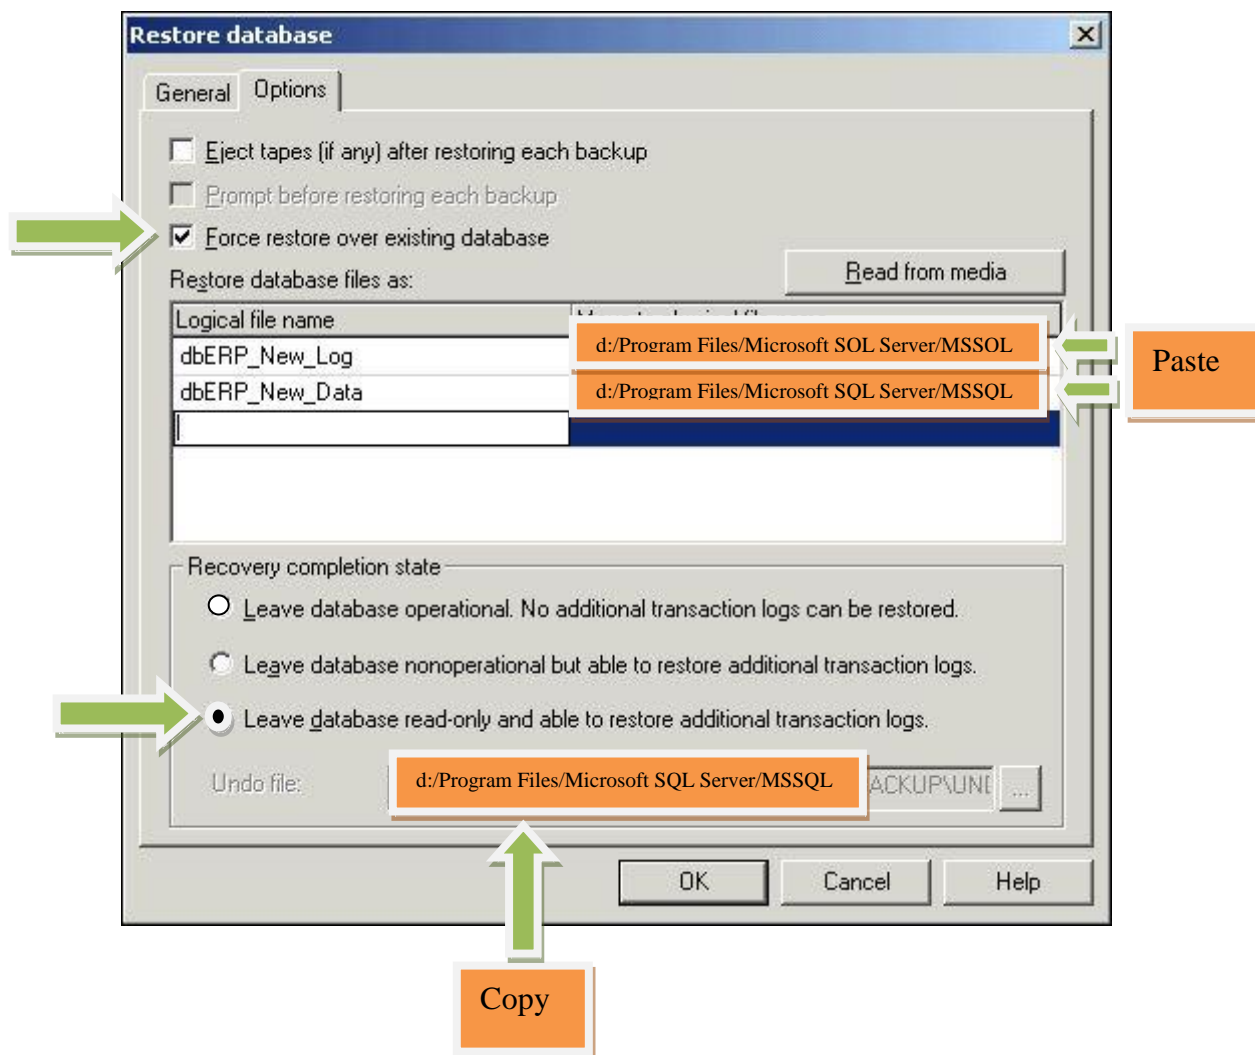 Restore database
General Options
Eject tapes (if any) after restoring each backup
Prompt before restoring each backup
Force restore over existing database
Restore database files as: Read from media
Logical file name
dbERP_New_Log d:/Program Files/Microsoft SOL Server/MSSOL
dbERP_New_Data d:/Program Files/Microsoft SQL Server/MSSQL
Paste
Recovery completion state
Leave database operational. No additional transaction logs can be restored.
Leave database nonoperational but able to restore additional transaction logs.
Leave database read-only and able to restore additional transaction logs.
Undo file: d:/Program Files/Microsoft SQL Server/MSSQL ACKUP\UNI ...
OK Cancel Help
Copy